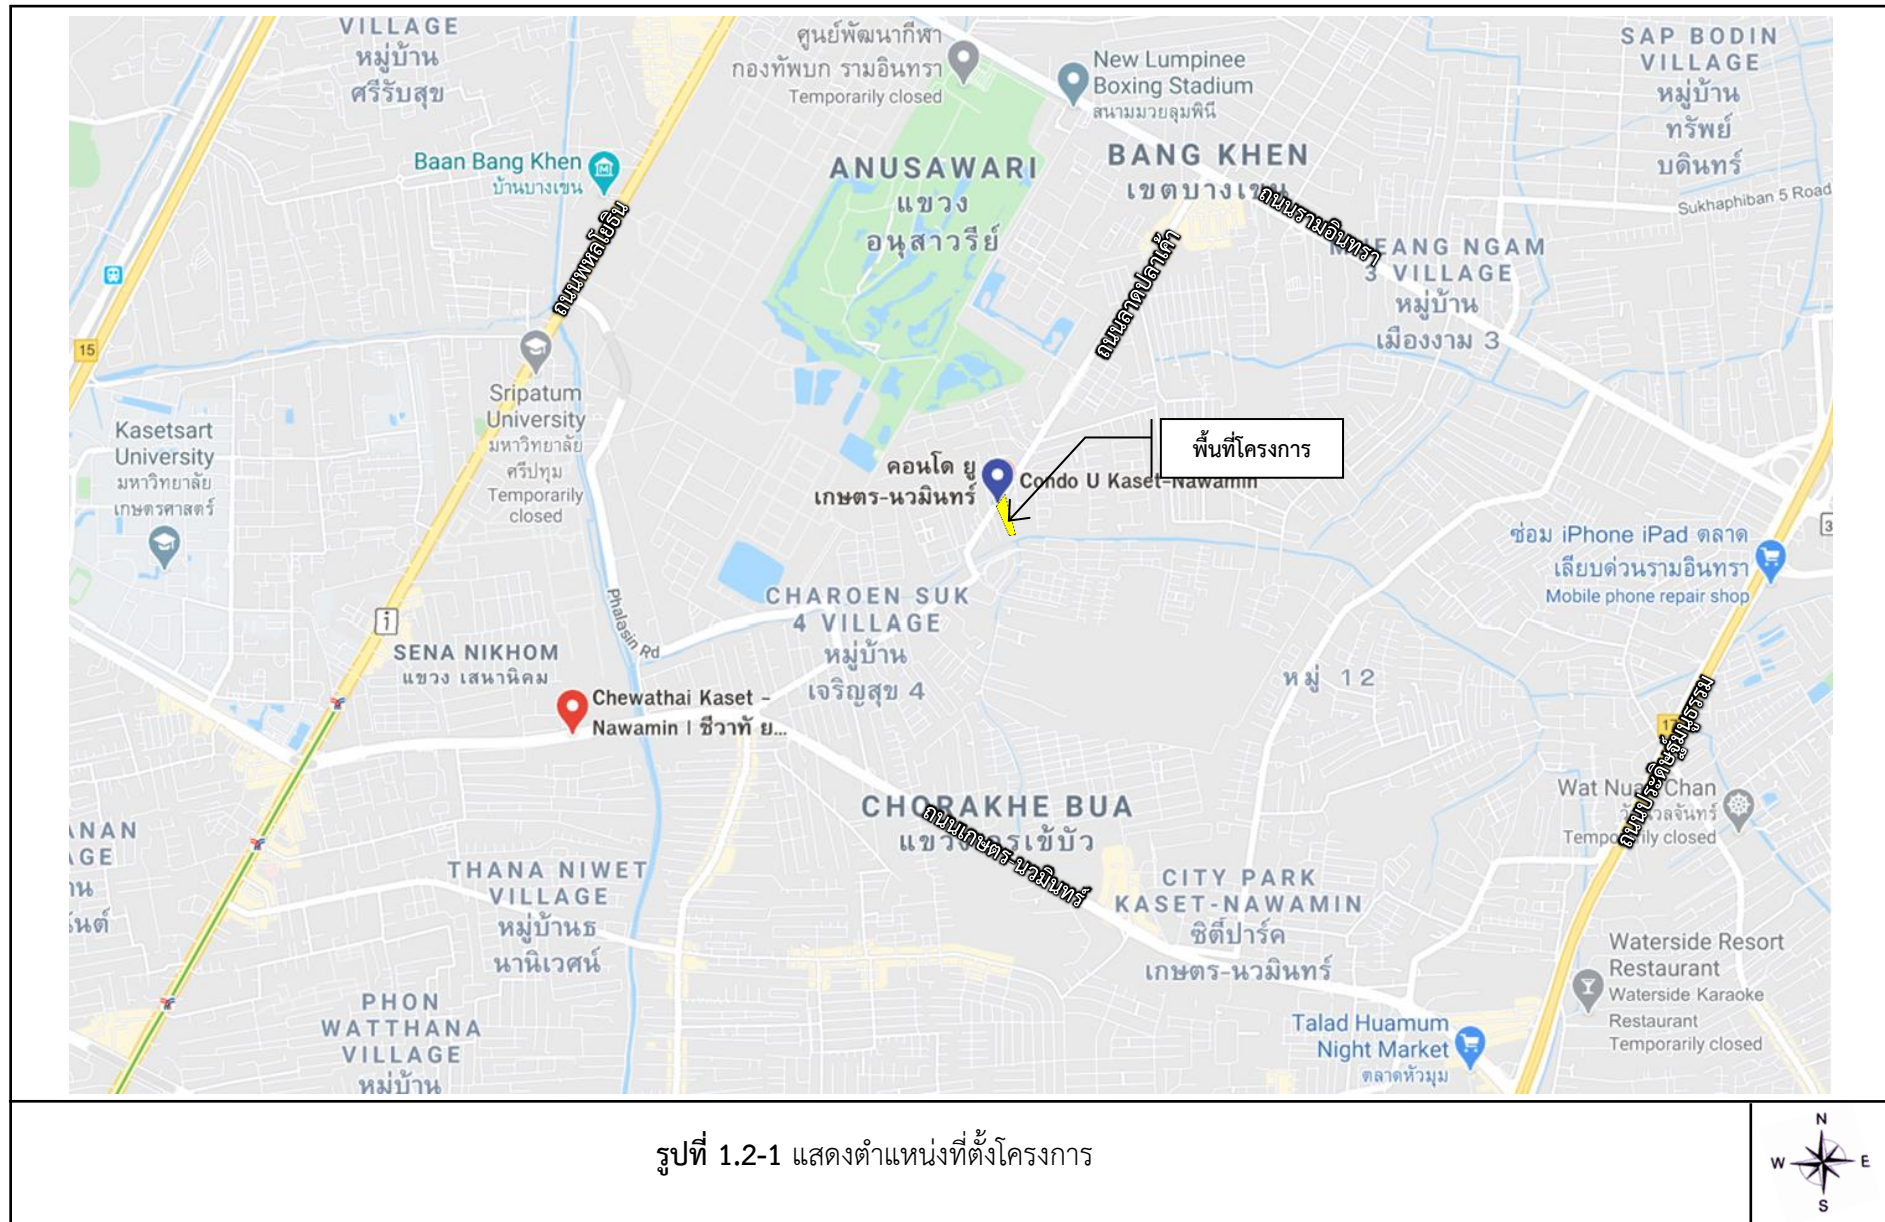 VILLAGE
หมู่บ้าน
ศรีรับสุข
ศูนย์พัฒนากีฬา
กองทัพบก รามอินทรา
Temporarily closed
New Lumpinee
Boxing Stadium
สนามมวยลุมพินี
SAP BODIN
VILLAGE
หมู่บ้าน
ทรัพย์
บดินทร์
Sukhaphiban 5 Road
Baan Bang Khen
บ้านบางเขน
ANUSAWARI
แขวง
อนุสาวรีย์
BANG KHEN
ถนนพหลโยธิน
ถนนรามอินทรา
ถนนลาดปลาเค้า
3 VILLAGE
หมู่บ้าน
เมืองงาม 3
15
Sripatum
University
มหาวิทยาลัย
ศรีปทุม
Temporarily
closed
Kasetsart
University
มหาวิทยาลัย
เกษตรศาสตร์
พื้นที่โครงการ
คอนโด ยู
เกษตร-นวมินทร์
Condo U Kaset-Nawamin
ซ่อม iPhone iPad ตลาด
เลียบด่วนรามอินทรา
Mobile phone repair shop
3
CHAROEN SUK
4 VILLAGE
หมู่บ้าน
เจริญสุข 4
Phalasin Rd
SENA NIKHOM
แขวง เสนานิคม
Chewathai Kaset -
Nawamin | ชีวาทั ย...
หมู่ 12
ถนนประดิษฐ์มนูธรรม
CHORAKHE BUA
ถนนเกษตร-นวมินทร์
Temporarily closed
THANA NIWET
VILLAGE
หมู่บ้านธ
นานิเวศน์
CITY PARK
KASET-NAWAMIN
ซิตี้ปาร์ค
เกษตร-นวมินทร์
Waterside Resort
Restaurant
Waterside Karaoke
Restaurant
Temporarily closed
PHON
WATTHANA
VILLAGE
หมู่บ้าน
Talad Huamum
Night Market
ตลาดหัวมุม
รูปที่ 1.2-1 แสดงตำแหน่งที่ตั้งโครงการ
N
W E
S